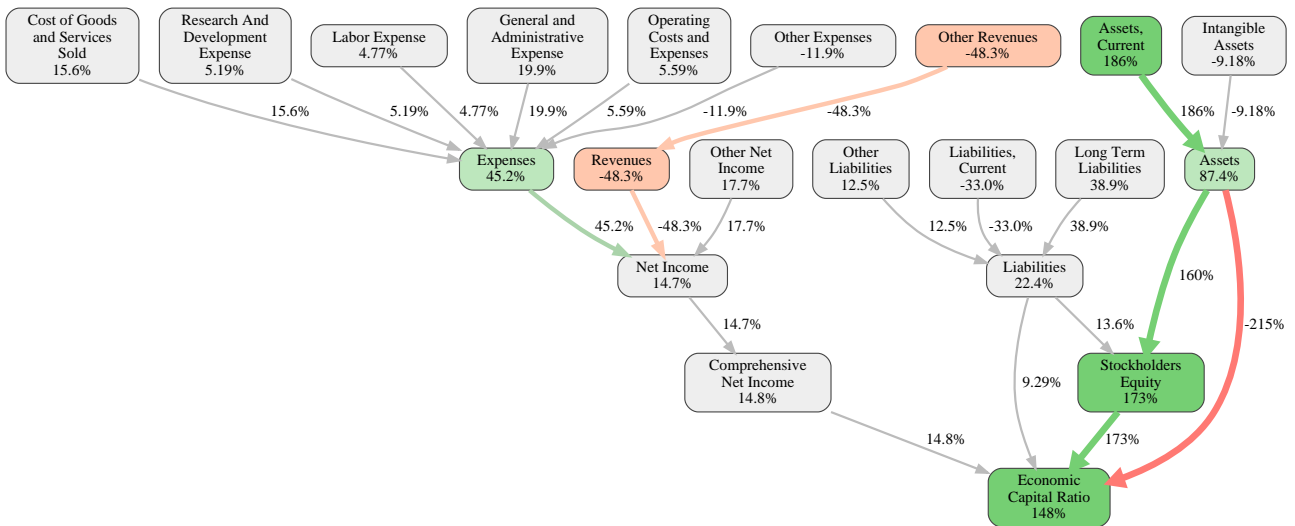 Cost of Goods
and Services
Sold
15.6%
Research And
Development
Expense
5.19%
Labor Expense
4.77%
General and
Administrative
Expense
19.9%
Operating
Costs and
Expenses
5.59%
Other Expenses
-11.9%
Other Revenues
-48.3%
Assets,
Current
186%
Intangible
Assets
-9.18%
15.6%
5.19%
4.77%
19.9%
5.59%
-11.9%
-48.3%
186%
-9.18%
Expenses
45.2%
Revenues
-48.3%
Other Net
Income
17.7%
Other
Liabilities
12.5%
Liabilities,
Current
-33.0%
Long Term
Liabilities
38.9%
Assets
87.4%
45.2%
-48.3%
17.7%
12.5%
-33.0%
38.9%
Net Income
14.7%
Liabilities
22.4%
160%
14.7%
13.6%
-215%
Comprehensive
Net Income
14.8%
9.29%
Stockholders
Equity
173%
14.8%
173%
Economic
Capital Ratio
148%